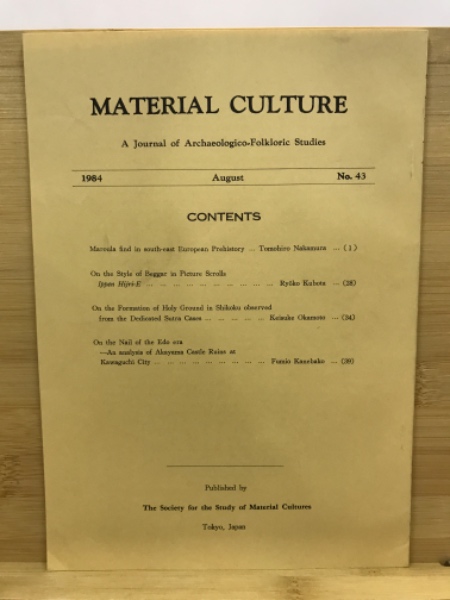 MATERIAL CULTURE
A Journal of Archaeologico-Folkloric Studies
1984 August No. 43
CONTENTS
Marcula find in south-east European Prehistory ... Tomohiro Nakamura ... ( 1 )
On the Style of Beggar in Picture Scrolls
Ippen Hijiri-E ... ... ... ... ... ... ... ... ... Ryōko Kubota ... (28)
On the Formation of Holy Ground in Shikoku observed
from the Dedicated Sutra Cases ... ... ... ... Keisuke Okamoto ... (34)
On the Nail of the Edo era
—An analysis of Akayama Castle Ruins at
Kawaguchi City ... ... ... ... ... ... ... ... Fumio Kanehako ... (39)
Published by
The Society for the Study of Material Cultures
Tokyo, Japan